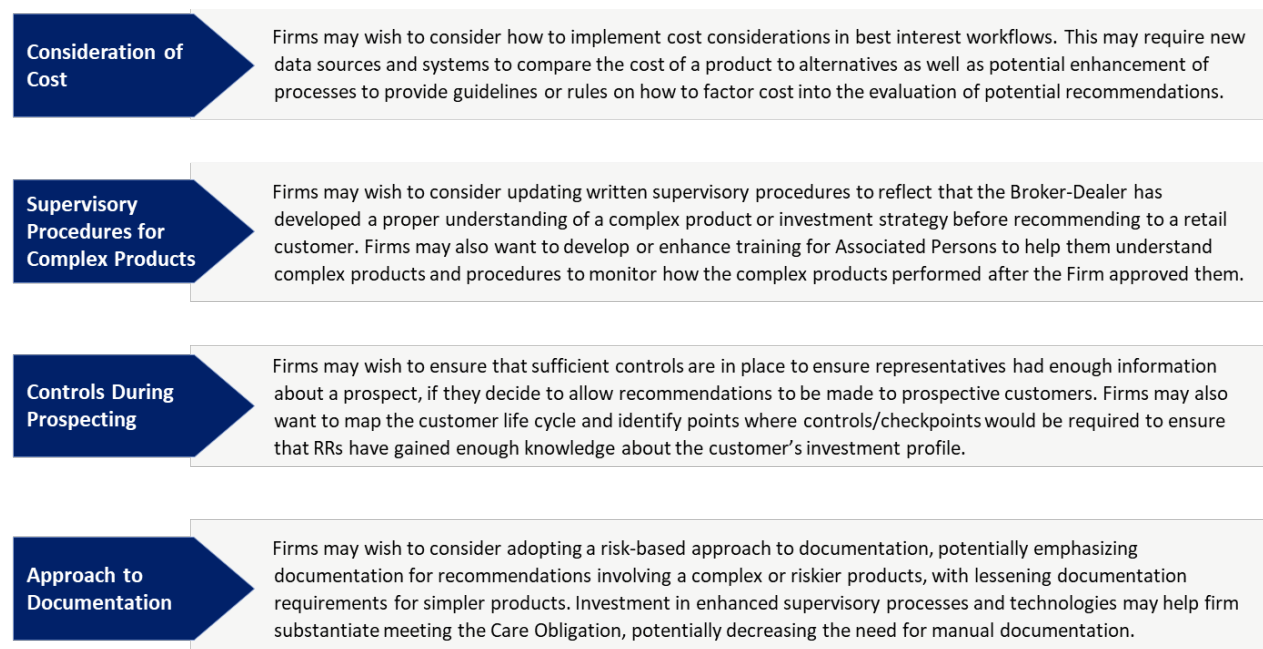 Consideration of
Cost
Firms may wish to consider how to implement cost considerations in best interest workflows. This may require new
data sources and systems to compare the cost of a product to alternatives as well as potential enhancement of
processes to provide guidelines or rules on how to factor cost into the evaluation of potential recommendations.
Supervisory
Procedures for
Complex Products
Firms may wish to consider updating written supervisory procedures to reflect that the Broker-Dealer has
developed a proper understanding of a complex product or investment strategy before recommending to a retail
customer. Firms may also want to develop or enhance training for Associated Persons to help them understand
complex products and procedures to monitor how the complex products performed after the Firm approved them.
Controls During
Prospecting
Firms may wish to ensure that sufficient controls are in place to ensure representatives had enough information
about a prospect, if they decide to allow recommendations to be made to prospective customers. Firms may also
want to map the customer life cycle and identify points where controls/checkpoints would be required to ensure
that RRs have gained enough knowledge about the customer’s investment profile.
Approach to
Documentation
Firms may wish to consider adopting a risk-based approach to documentation, potentially emphasizing
documentation for recommendations involving a complex or riskier products, with lessening documentation
requirements for simpler products. Investment in enhanced supervisory processes and technologies may help firm
substantiate meeting the Care Obligation, potentially decreasing the need for manual documentation.